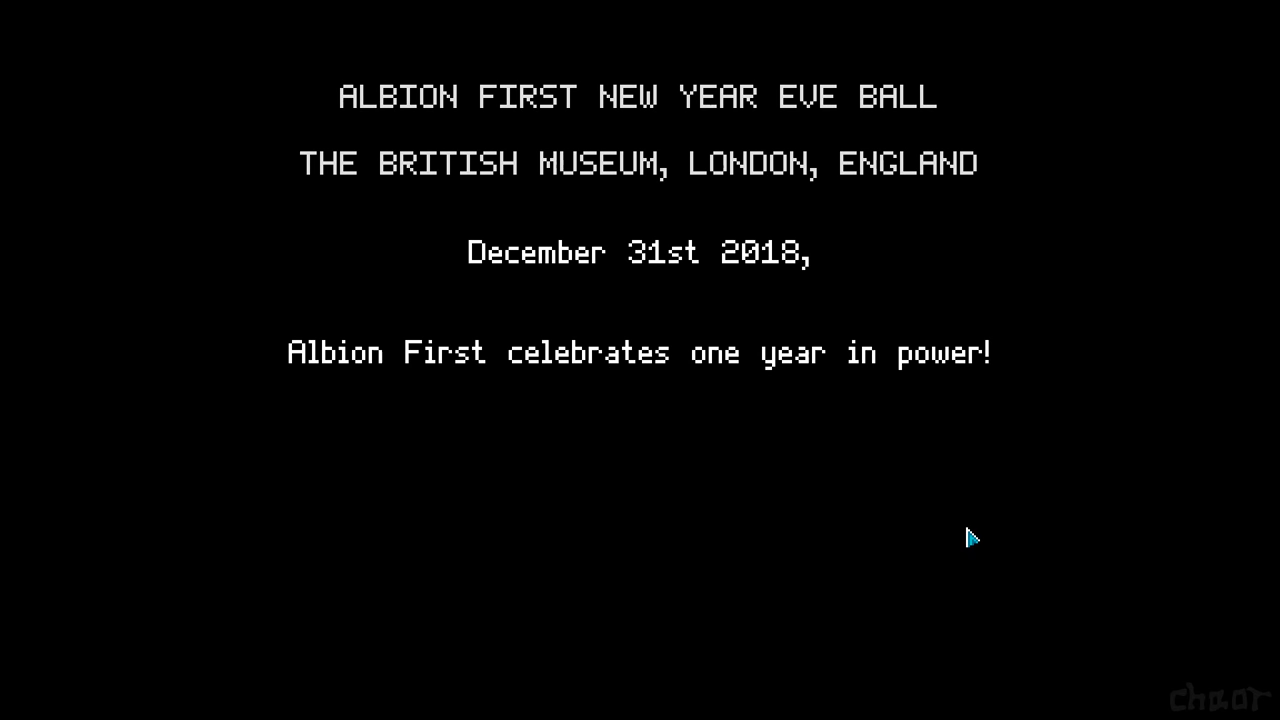 ALBION FIRST NEW YEAR EVE BALL
THE BRITISH MUSEUM, LONDON, ENGLAND
December 31st 2018,
Albion First celebrates one year in power!